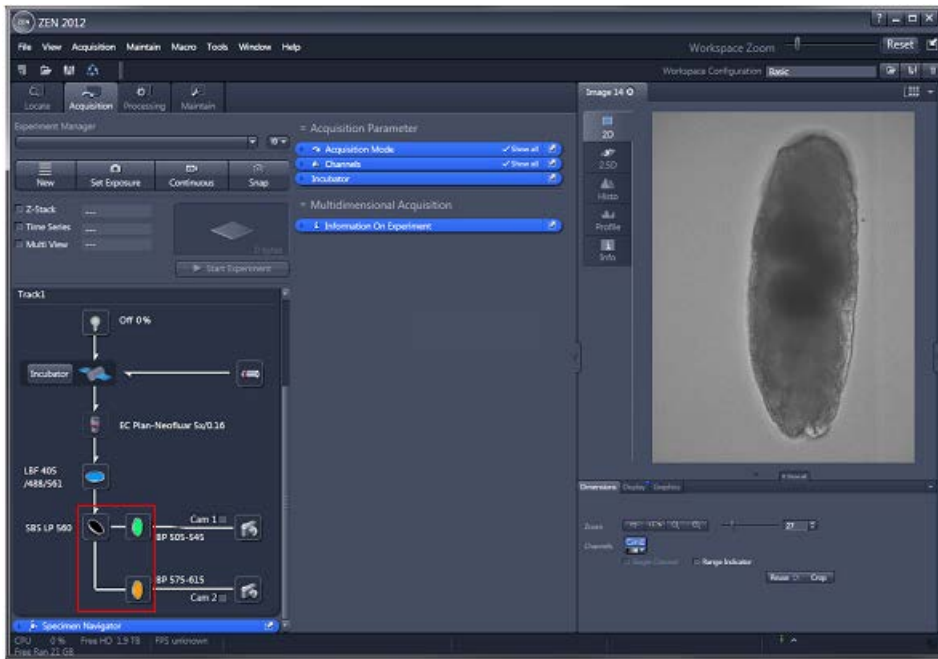 ZEN 2012
File View Acquisition Maintain Macro Tools Window Help
Workspace Zoom Reset
Workspace Configuration Basic
Locate Acquisition Processing Maintain
Experiment Manager
New Set Exposure Continuous Snap
Z-Stack ---
Time Series ---
Multi View ---
Start Experiment
Acquisition Parameter
Acquisition Mode Show all
Channels Show all
Incubator
Multidimensional Acquisition
Information On Experiment
Image 14
2D
2.5D
Histo
Profile
Info
Track1
Off 0%
Incubator
EC Plan-Neofluar 5x/0.16
LBF 405
/488/561
SBS LP 560
Cam 1
BP 505-545
BP 575-615
Cam 2
Specimen Navigator
Dimensions Display Graphics
Zoom 27
Channels
Single Channel Range Indicator
Reuse Crop
CPU 0 % Free HD 1.9 TB FPS unknown
Free Ran 21 GB